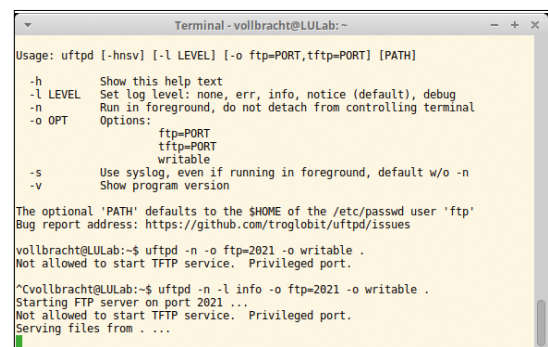 Terminal - vollbracht@LULab: ~
Usage: uftpd [-hnsv] [-l LEVEL] [-o ftp=PORT,tftp=PORT] [PATH]
-h Show this help text
-l LEVEL Set log level: none, err, info, notice (default), debug
-n Run in foreground, do not detach from controlling terminal
-o OPT Options:
ftp=PORT
tftp=PORT
writable
-s Use syslog, even if running in foreground, default w/o -n
-v Show program version
The optional 'PATH' defaults to the $HOME of the /etc/passwd user 'ftp'
Bug report address: https://github.com/troglobit/uftpd/issues
vollbracht@LULab:~$ uftpd -n -o ftp=2021 -o writable .
Not allowed to start TFTP service.  Privileged port.
^Cvollbracht@LULab:~$ uftpd -n -l info -o ftp=2021 -o writable .
Starting FTP server on port 2021 ...
Not allowed to start TFTP service.  Privileged port.
Serving files from . ...